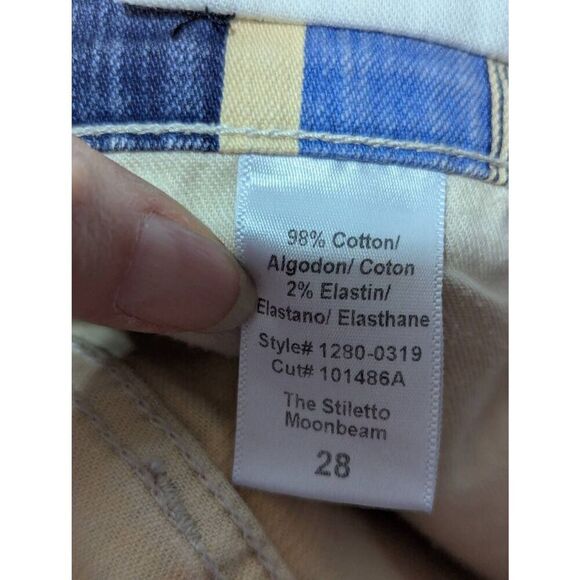 98% Cotton/
Algodon/ Coton
2% Elastin/
Elastano/ Elasthane
Style# 1280-0319
Cut# 101486A
The Stiletto
Moonbeam
28